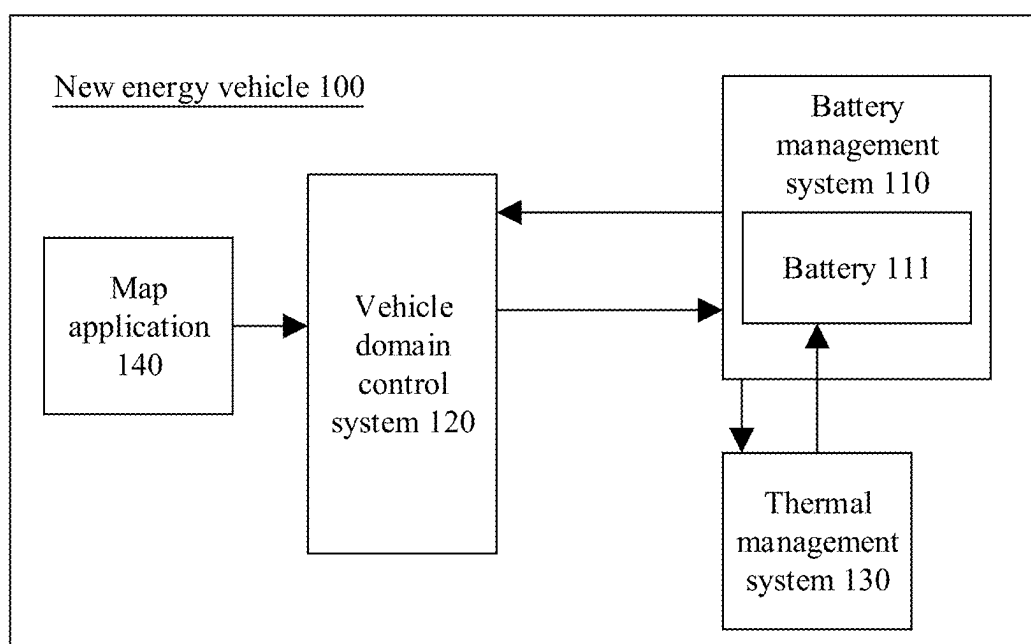 New energy vehicle 100
Battery
management
system 110
Battery 111
Map
application
140
Vehicle
domain
control
system 120
Thermal
management
system 130